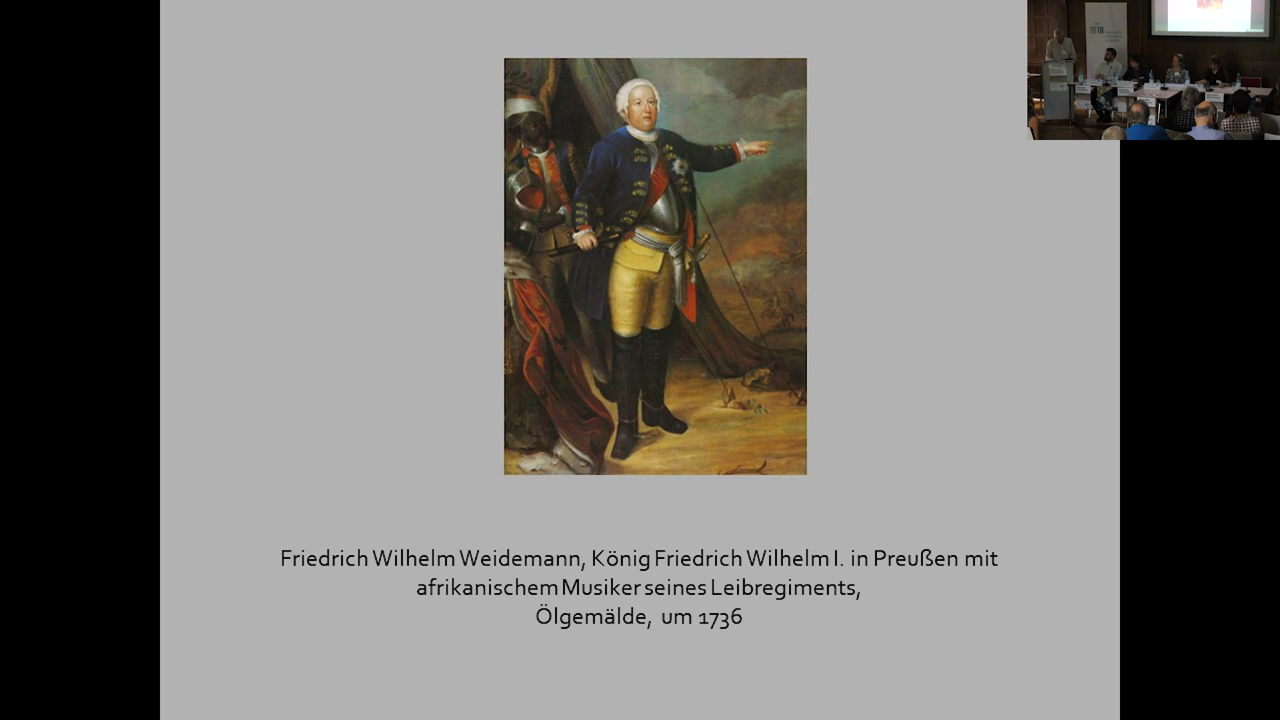 Friedrich Wilhelm Weidemann, König Friedrich Wilhelm I. in Preußen mit
afrikanischem Musiker seines Leibregiments,
Ölgemälde, um 1736